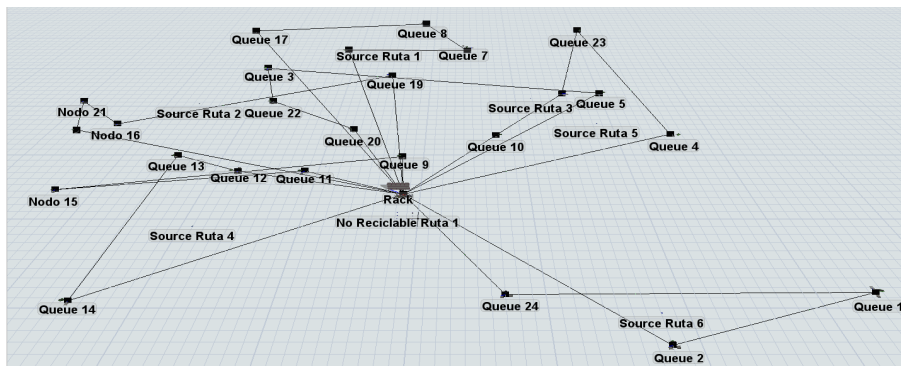 Queue 8
Queue 17
Queue 23
Source Ruta 1
Queue 7
Queue 3
Queue 19
Nodo 21
Source Ruta 2
Queue 22
Source Ruta 3
Queue 5
Nodo 16
Source Ruta 5
Queue 20
Queue 10
Queue 4
Queue 13
Queue 9
Queue 12
Queue 11
Nodo 15
Rack
No Reciclable Ruta 1
Source Ruta 4
Queue 14
Queue 24
Queue 1
Source Ruta 6
Queue 2